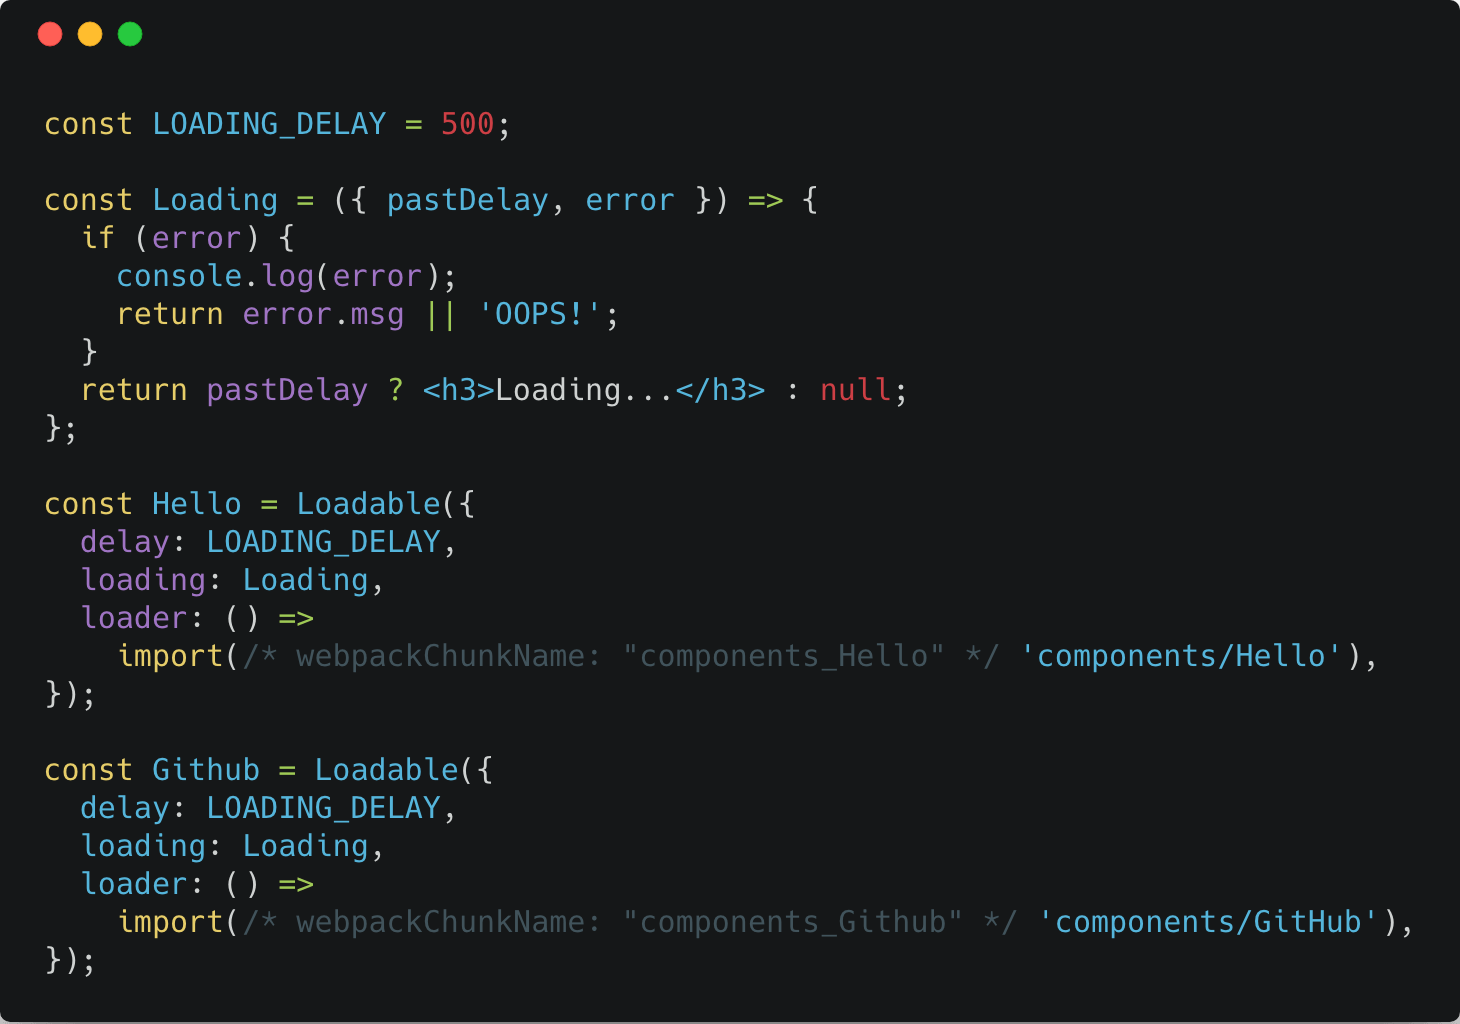 const LOADING_DELAY = 500;

const Loading = ({ pastDelay, error }) => {
  if (error) {
    console.log(error);
    return error.msg || 'OOPS!';
  }
  return pastDelay ? <h3>Loading...</h3> : null;
};

const Hello = Loadable({
  delay: LOADING_DELAY,
  loading: Loading,
  loader: () =>
    import(/* webpackChunkName: "components_Hello" */ 'components/Hello'),
});

const Github = Loadable({
  delay: LOADING_DELAY,
  loading: Loading,
  loader: () =>
    import(/* webpackChunkName: "components_Github" */ 'components/GitHub'),
});